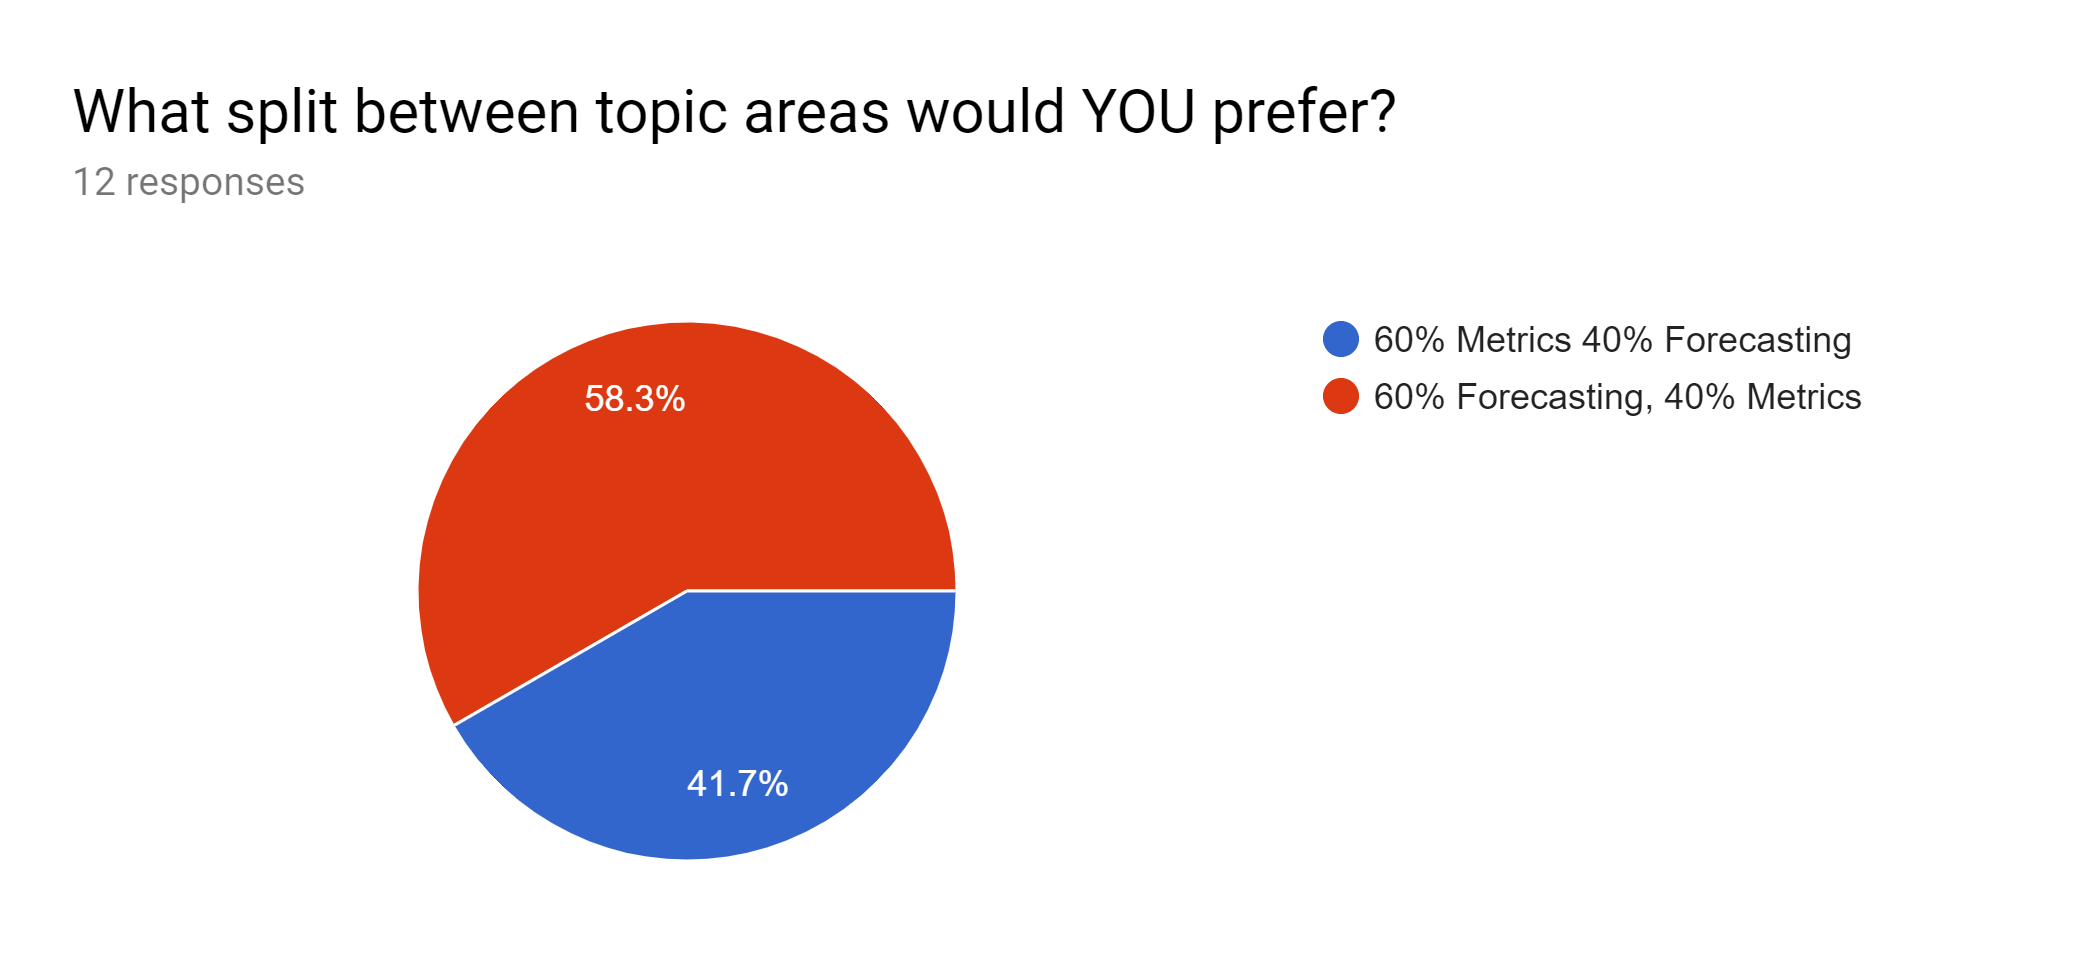 What split between topic areas would YOU prefer?
12 responses
60% Metrics 40% Forecasting
60% Forecasting, 40% Metrics
58.3%
41.7%